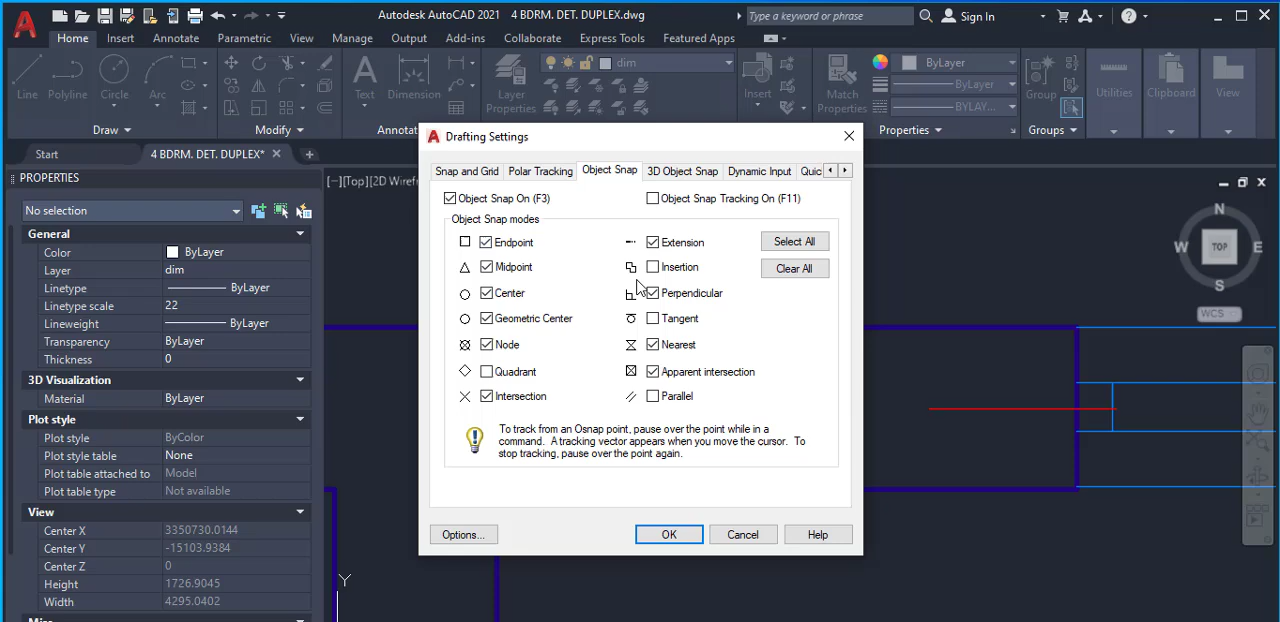 Autodesk AutoCAD 2021 4 BDRM. DET. DUPLEX.dwg
Type a keyword or phrase
Sign In
Home Insert Annotate Parametric View Manage Output Add-ins Collaborate Express Tools Featured Apps
dim
ByLayer
ByLayer
BYLAY...
Line Polyline Circle Arc
Text Dimension
Layer
Properties
Insert
Match
Properties
Group
Utilities Clipboard View
Draw
Modify
Annotat
Properties
Groups
Start
4 BDRM. DET. DUPLEX*
PROPERTIES
[−][Top][2D Wirefr
No selection
General
Color ByLayer
Layer dim
Linetype ByLayer
Linetype scale 22
Lineweight ByLayer
Transparency ByLayer
Thickness 0
3D Visualization
Material ByLayer
Plot style
Plot style ByColor
Plot style table None
Plot table attached to Model
Plot table type Not available
View
Center X 3350730.0144
Center Y -15103.9384
Center Z 0
Height 1726.9045
Width 4295.0402
Misc
Drafting Settings
Snap and Grid Polar Tracking Object Snap 3D Object Snap Dynamic Input Quic
Object Snap On (F3)
Object Snap Tracking On (F11)
Object Snap modes
Endpoint
Extension
Select All
Midpoint
Insertion
Clear All
Center
Perpendicular
Geometric Center
Tangent
Node
Nearest
Quadrant
Apparent intersection
Intersection
Parallel
To track from an Osnap point, pause over the point while in a
command. A tracking vector appears when you move the cursor. To
stop tracking, pause over the point again.
Options...
OK
Cancel
Help
N
W TOP E
S
WCS
Y